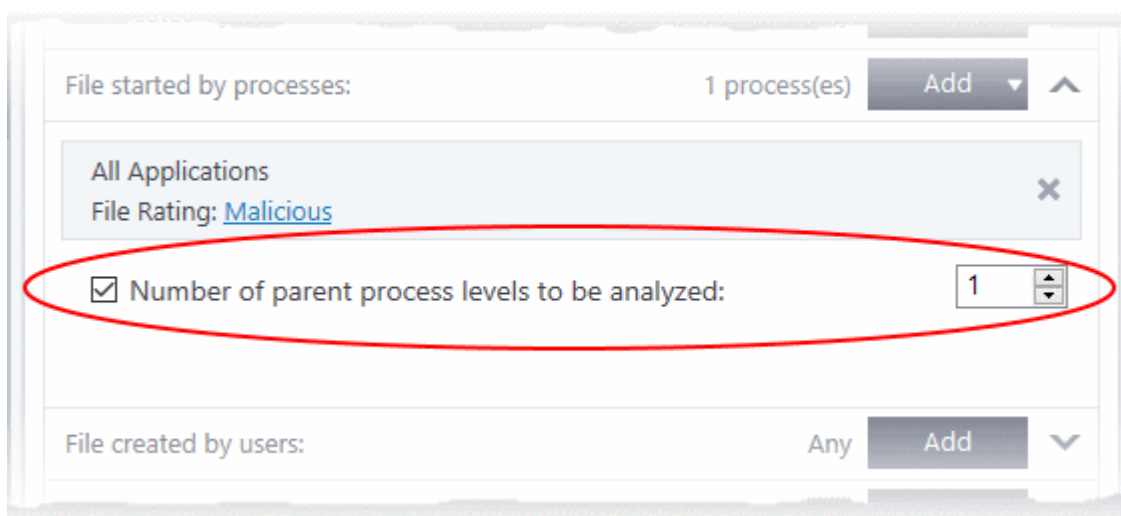 File started by processes: 1 process(es) Add
All Applications
File Rating: Malicious
Number of parent process levels to be analyzed: 1
File created by users: Any Add